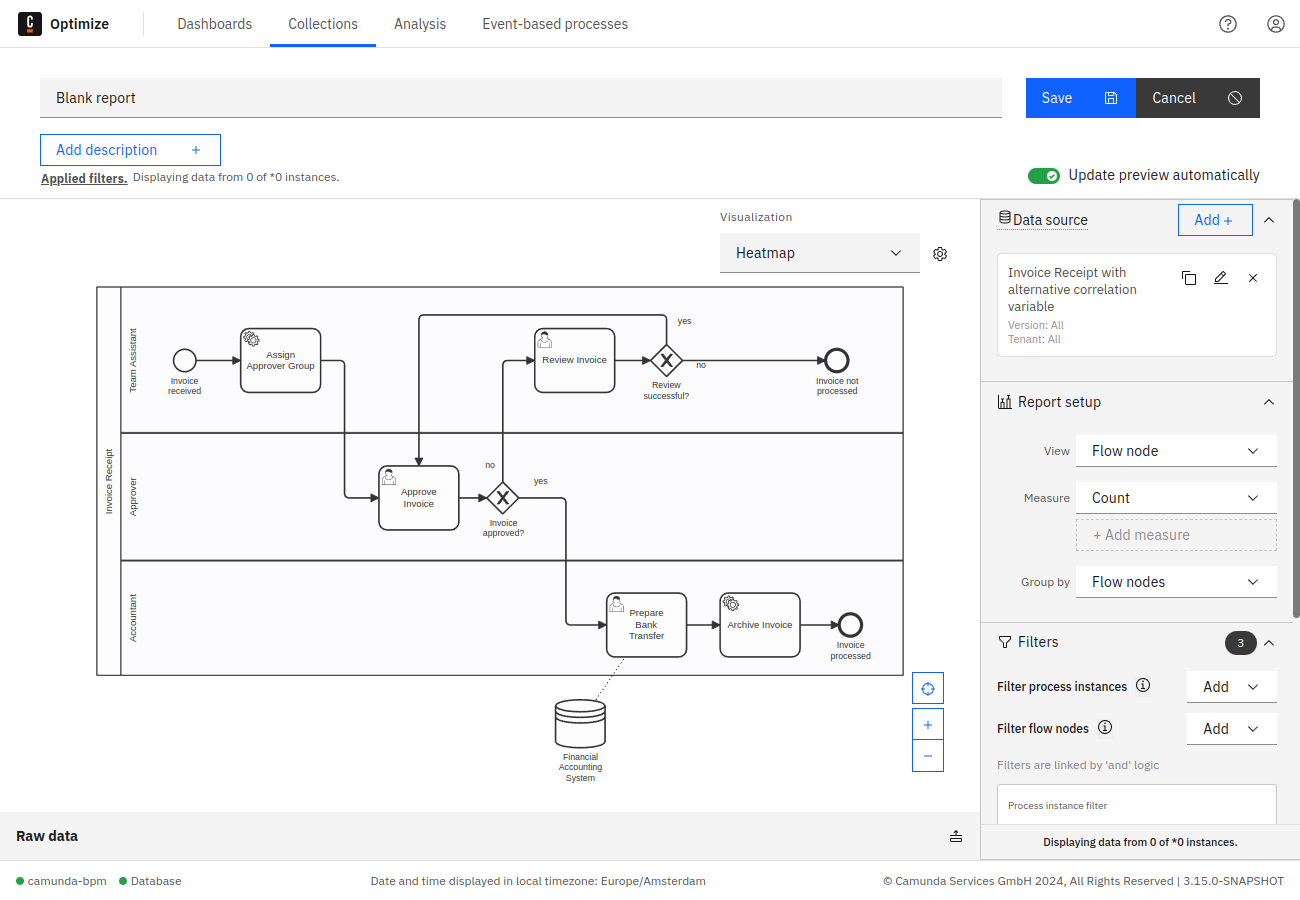 C Optimize Dashboards Collections Analysis Event-based processes
Blank report
Save Cancel
Add description +
Applied filters. Displaying data from 0 of *0 instances.
Update preview automatically
Visualization
Heatmap
Invoice Receipt
Team Assistant
Approver
Accountant
Invoice
received
Assign
Approver Group
Review Invoice
yes
no
Review
successful?
Invoice not
processed
Approve
Invoice
no
yes
Invoice
approved?
Prepare
Bank
Transfer
Archive Invoice
Invoice
processed
Financial
Accounting
System
+
−
Raw data
Data source
Add +
Invoice Receipt with
alternative correlation
variable
Version: All
Tenant: All
Report setup
View Flow node
Measure Count
+ Add measure
Group by Flow nodes
Filters 3
Filter process instances Add
Filter flow nodes Add
Filters are linked by 'and' logic
Process instance filter
Displaying data from 0 of *0 instances.
camunda-bpm Database
Date and time displayed in local timezone: Europe/Amsterdam
© Camunda Services GmbH 2024, All Rights Reserved | 3.15.0-SNAPSHOT